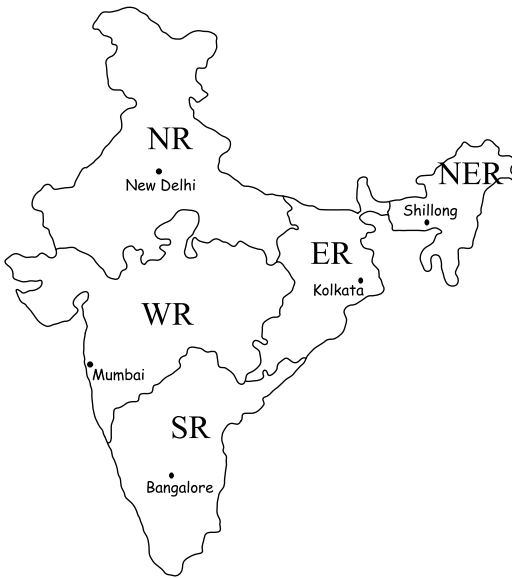 NR
New Delhi
NER
Shillong
ER
Kolkata
WR
Mumbai
SR
Bangalore